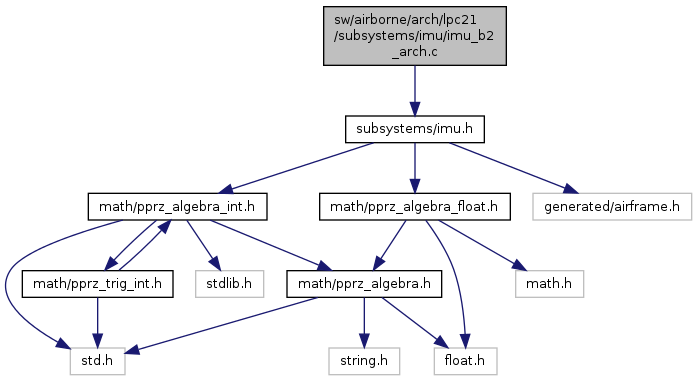 sw/airborne/arch/lpc21
/subsystems/imu/imu_b2
_arch.c
subsystems/imu.h
math/pprz_algebra_int.h
math/pprz_algebra_float.h
generated/airframe.h
math/pprz_trig_int.h
stdlib.h
math/pprz_algebra.h
math.h
std.h
string.h
float.h